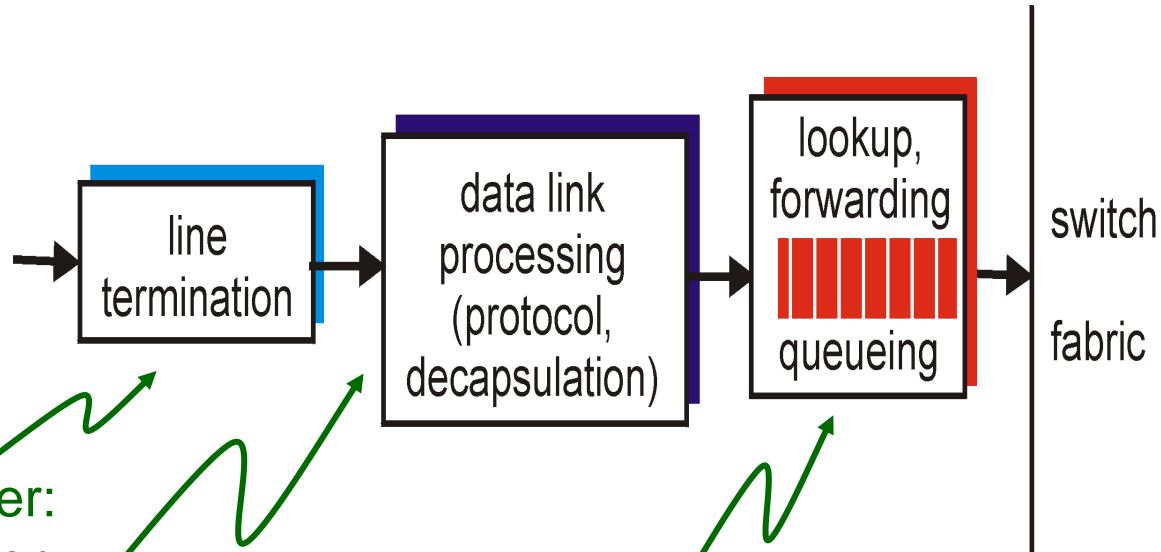 line
termination
data link
processing
(protocol,
decapsulation)
lookup,
forwarding
queueing
switch
fabric
er: